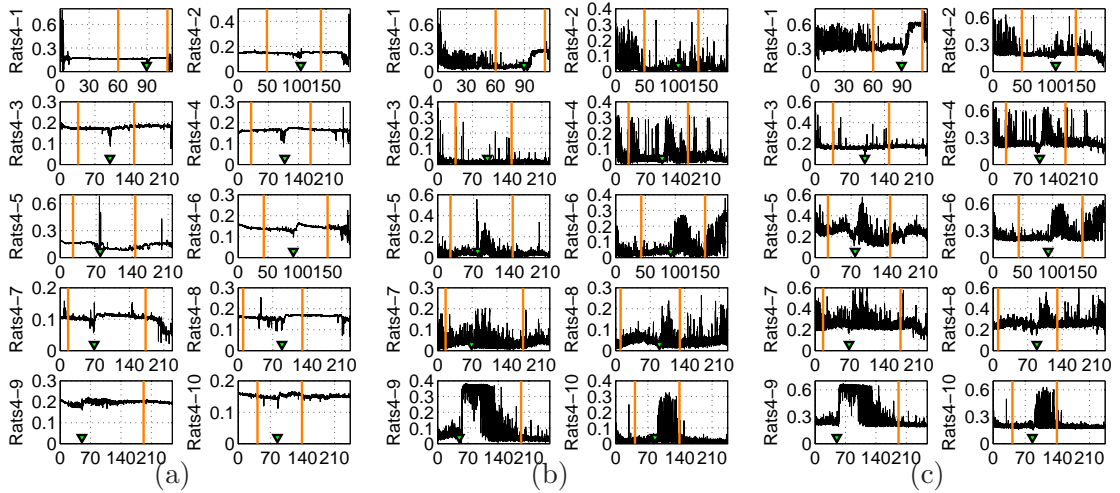 Rats4−1 0 0.3 0.6 0 30 60 90
Rats4−2 0 0.2 0.4 0 50 100150
Rats4−3 0 0.1 0.2 0.3 0 70 140 210
Rats4−4 0 0.1 0.2 0.3 0 70 140210
Rats4−5 0 0.3 0.6 0 70 140 210
Rats4−6 0 0.1 0.2 0.3 0 50 100150
Rats4−7 0 0.1 0.2 0 70 140 210
Rats4−8 0 0.1 0.2 0.3 0 70 140 210
Rats4−9 0 0.1 0.2 0.3 0 70 140210
Rats4−10 0 0.1 0.2 0 70 140 210
(a)
Rats4−1 0 0.3 0.6 0 30 60 90
Rats4−2 0 0.1 0.2 0.3 0.4 0 50 100150
Rats4−3 0 0.1 0.2 0.3 0.4 0 70 140 210
Rats4−4 0 0.1 0.2 0.3 0.4 0 70 140210
Rats4−5 0 0.2 0.4 0.6 0 70 140 210
Rats4−6 0 0.1 0.2 0.3 0.4 0 50 100150
Rats4−7 0 0.1 0.2 0.3 0 70 140 210
Rats4−8 0 0.1 0.2 0.3 0 70 140 210
Rats4−9 0 0.1 0.2 0.3 0.4 0 70 140210
Rats4−10 0 0.1 0.2 0.3 0.4 0 70 140 210
(b)
Rats4−1 0 0.3 0.6 0 30 60 90
Rats4−2 0 0.2 0.4 0.6 0 50 100150
Rats4−3 0 0.2 0.4 0.6 0 70 140 210
Rats4−4 0 0.2 0.4 0.6 0 70 140210
Rats4−5 0 0.2 0.4 0.6 0 70 140 210
Rats4−6 0 0.2 0.4 0.6 0 50 100150
Rats4−7 0 0.2 0.4 0.6 0 70 140 210
Rats4−8 0 0.2 0.4 0.6 0 70 140 210
Rats4−9 0 0.3 0.6 0 70 140210
Rats4−10 0 0.2 0.4 0.6 0 70 140 210
(c)